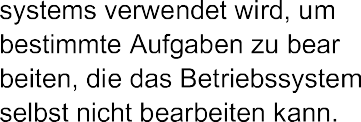 systems verwendet wird, um
bestimmte Aufgaben zu bear
beiten, die das Betriebssystem
selbst nicht bearbeiten kann.